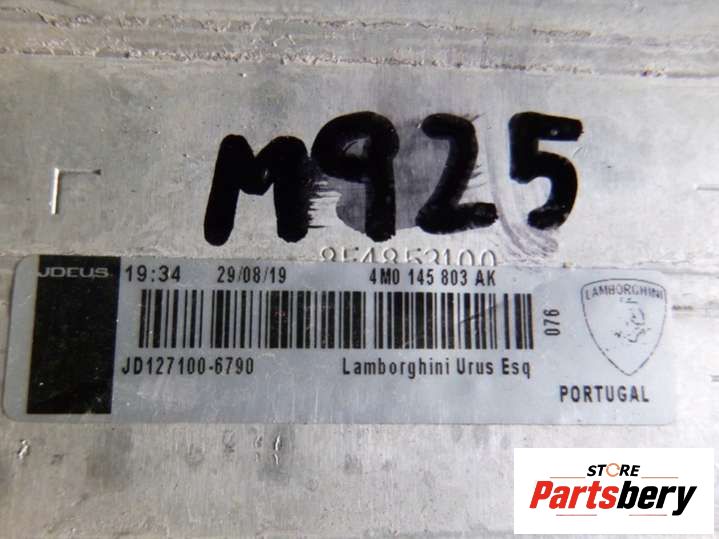 M925
854853100
JDEUS 19:34 29/08/19 4M0 145 803 AK
076
LAMBORGHINI
JD127100-6790 Lamborghini Urus Esq
PORTUGAL
STORE
Partsbery